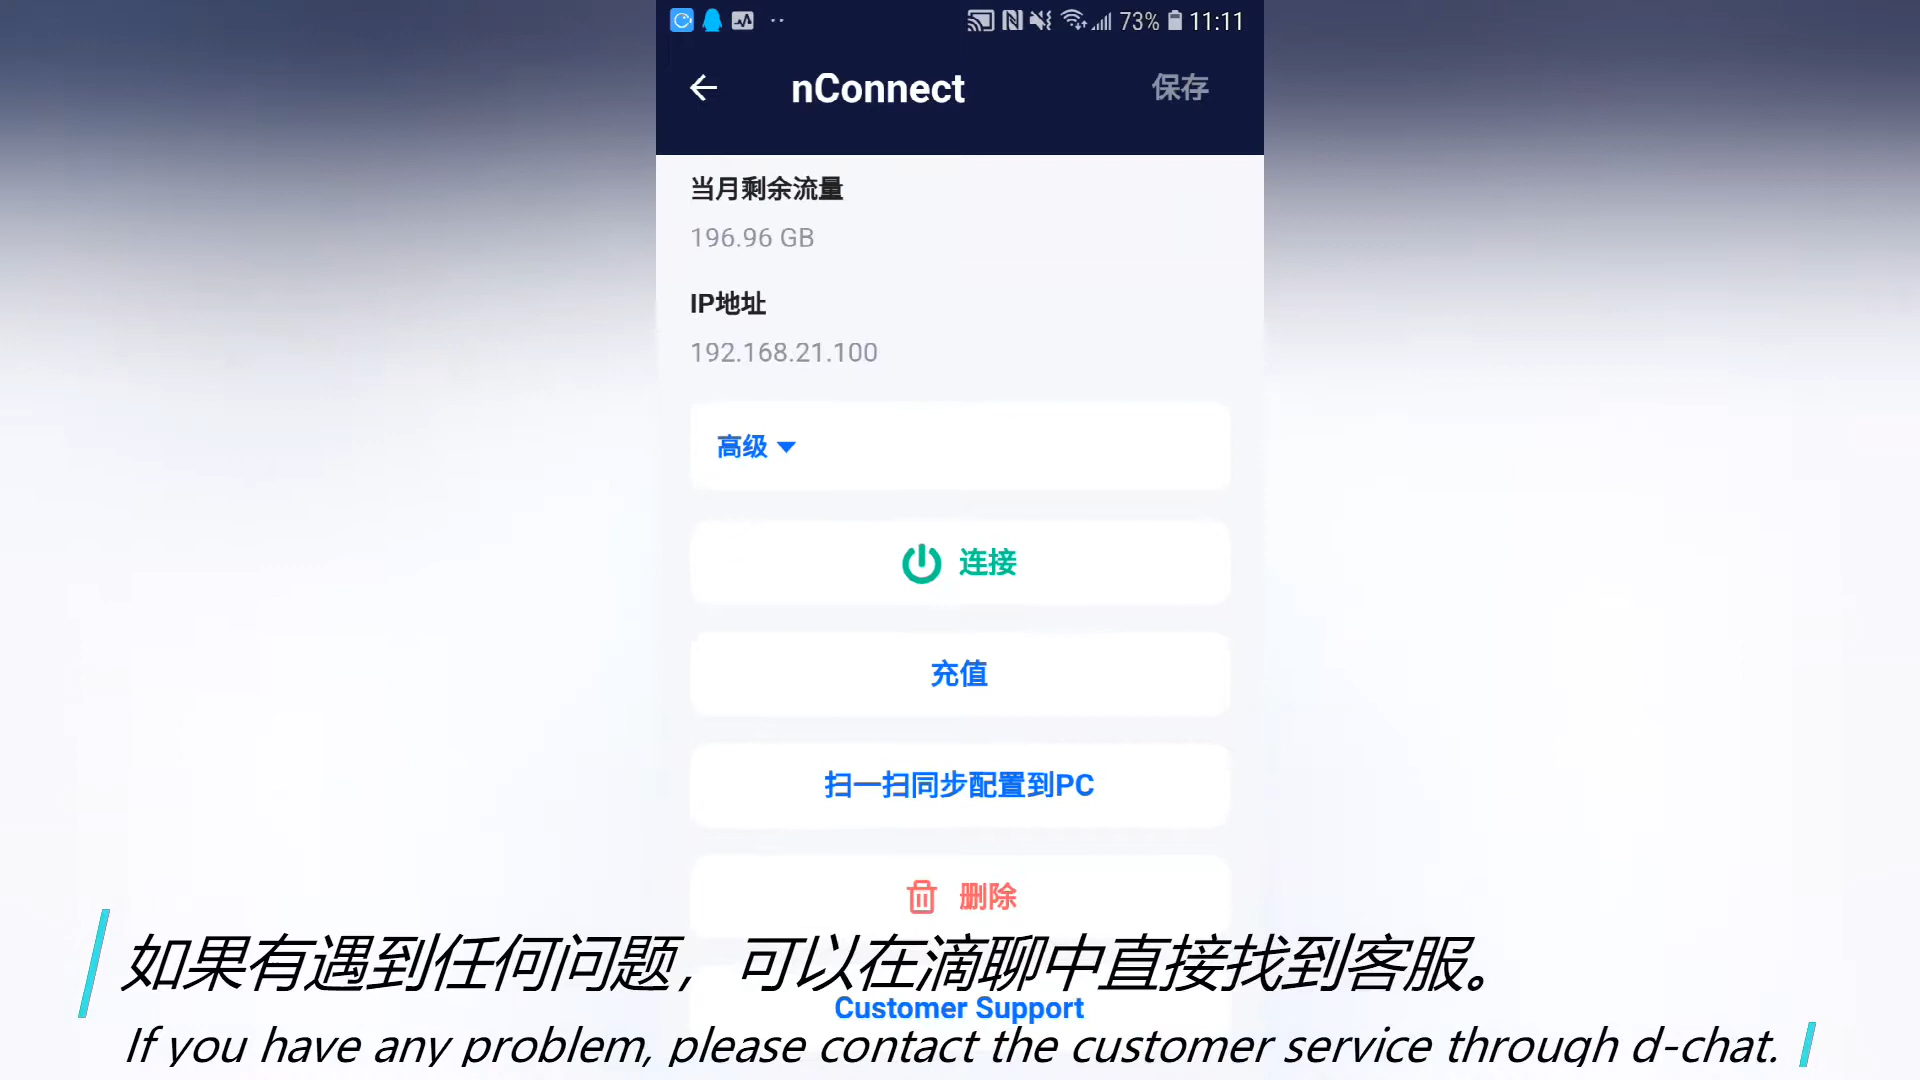 73% 11:11
nConnect 保存
当月剩余流量
196.96 GB
IP地址
192.168.21.100
高级
连接
充值
扫一扫同步配置到PC
删除
如果有遇到任何问题，可以在滴聊中直接找到客服。
Customer Support
If you have any problem, please contact the customer service through d-chat.